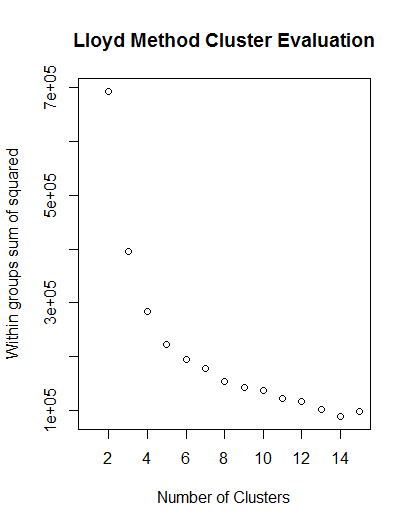 Lloyd Method Cluster Evaluation
7e+05
5e+05
3e+05
1e+05
Within groups sum of squared
2 4 6 8 10 12 14
Number of Clusters